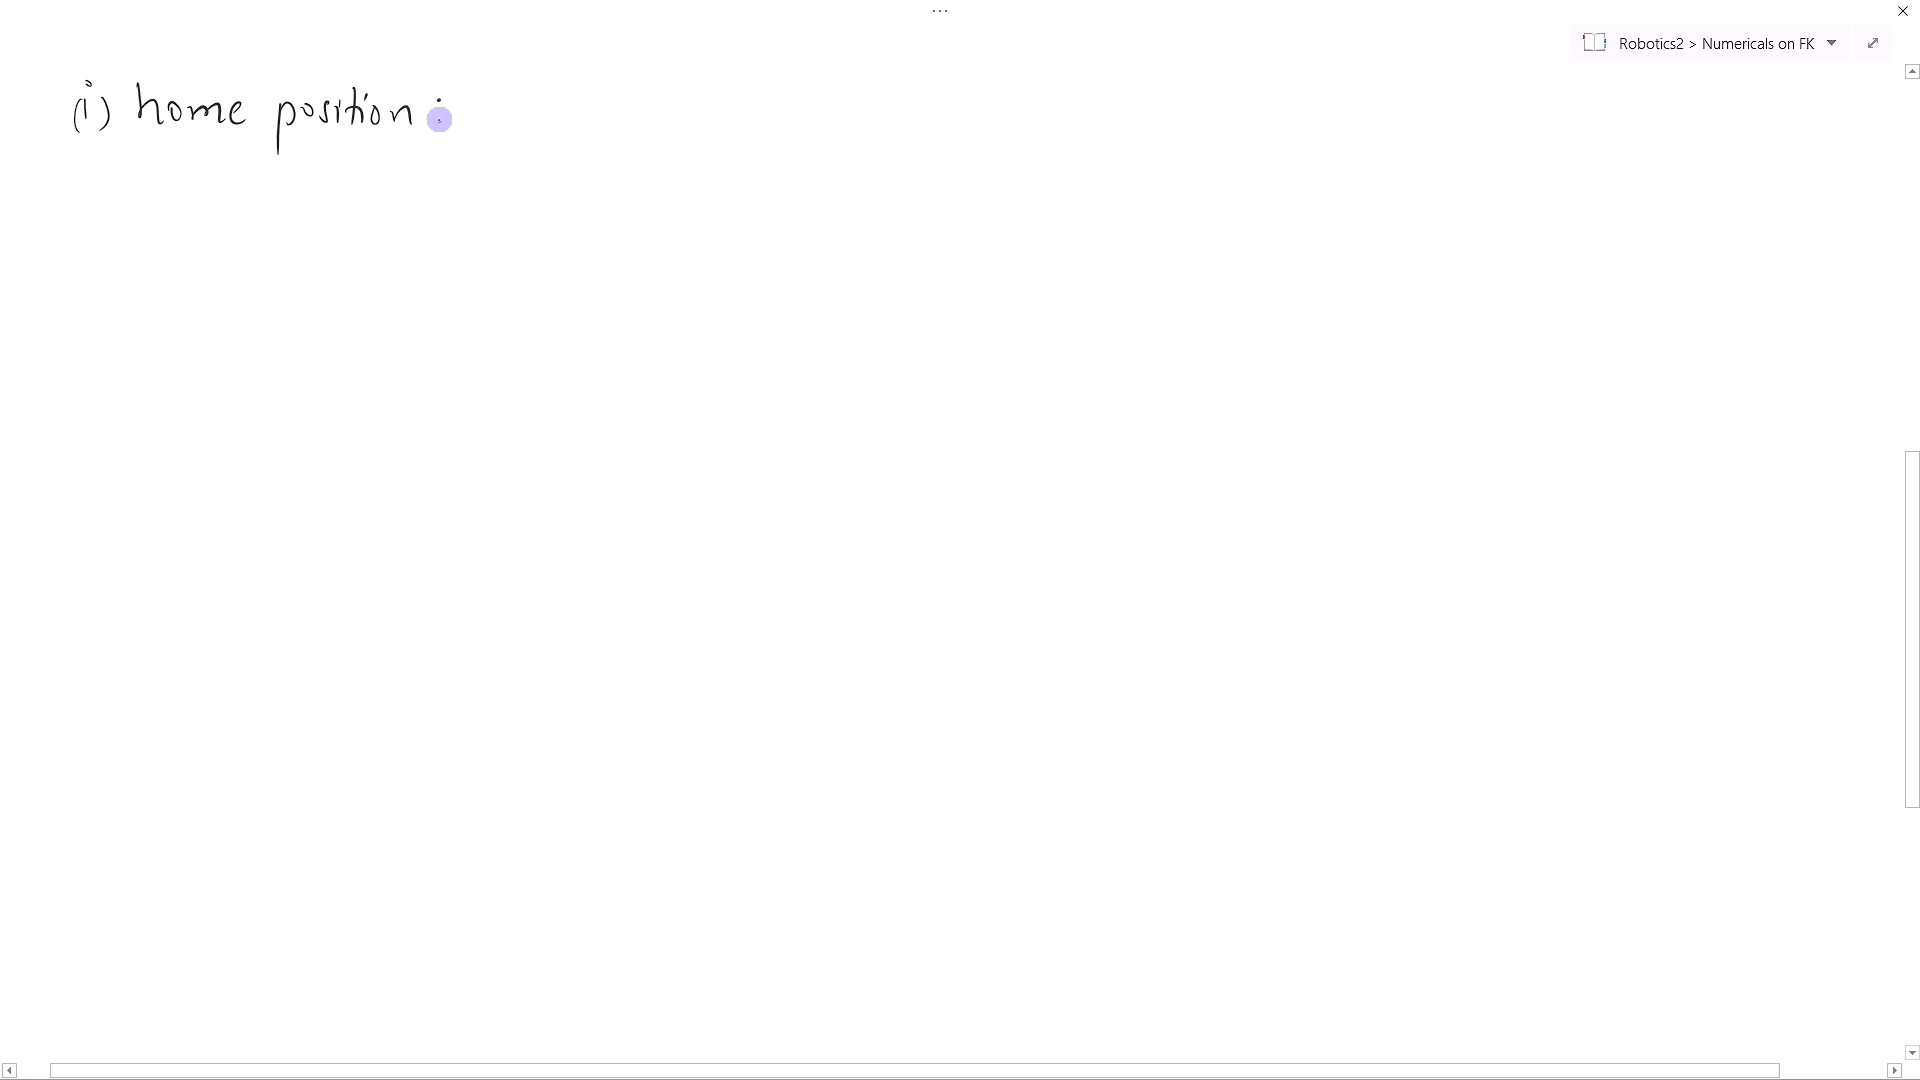 Robotics2 > Numericals on FK
(i) home position :